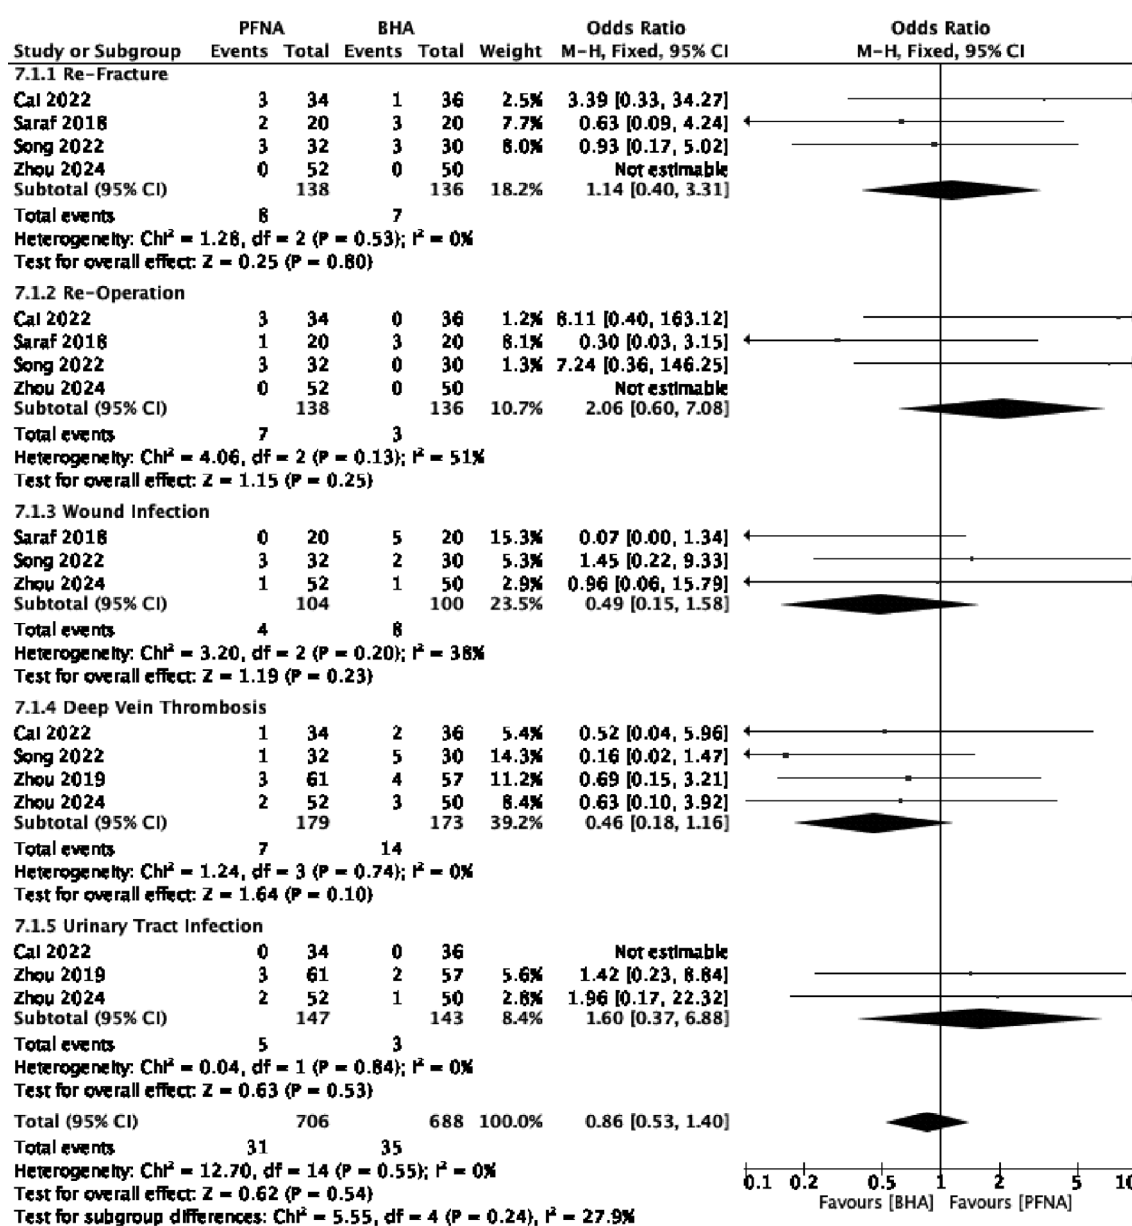 PFNA BHA Odds Ratio Odds Ratio
Study or Subgroup Events Total Events Total Weight M-H, Fixed, 95% CI M-H, Fixed, 95% CI
7.1.1 Re-Fracture
Cai 2022 3 34 1 36 2.5% 3.39 [0.33, 34.27]
Saraf 2018 2 20 3 20 7.7% 0.63 [0.09, 4.24]
Song 2022 3 32 3 30 8.0% 0.93 [0.17, 5.02]
Zhou 2024 0 52 0 50 Not estimable
Subtotal (95% CI) 138 136 18.2% 1.14 [0.40, 3.31]
Total events 8 7
Heterogeneity: Chi² = 1.28, df = 2 (P = 0.53); I² = 0%
Test for overall effect: Z = 0.25 (P = 0.80)
7.1.2 Re-Operation
Cai 2022 3 34 0 36 1.2% 8.11 [0.40, 163.12]
Saraf 2018 1 20 3 20 8.1% 0.30 [0.03, 3.15]
Song 2022 3 32 0 30 1.3% 7.24 [0.36, 146.25]
Zhou 2024 0 52 0 50 Not estimable
Subtotal (95% CI) 138 136 10.7% 2.06 [0.60, 7.08]
Total events 7 3
Heterogeneity: Chi² = 4.06, df = 2 (P = 0.13); I² = 51%
Test for overall effect: Z = 1.15 (P = 0.25)
7.1.3 Wound Infection
Saraf 2018 0 20 5 20 15.3% 0.07 [0.00, 1.34]
Song 2022 3 32 2 30 5.3% 1.45 [0.22, 9.33]
Zhou 2024 1 52 1 50 2.9% 0.96 [0.06, 15.79]
Subtotal (95% CI) 104 100 23.5% 0.49 [0.15, 1.58]
Total events 4 8
Heterogeneity: Chi² = 3.20, df = 2 (P = 0.20); I² = 38%
Test for overall effect: Z = 1.19 (P = 0.23)
7.1.4 Deep Vein Thrombosis
Cai 2022 1 34 2 36 5.4% 0.52 [0.04, 5.96]
Song 2022 1 32 5 30 14.3% 0.16 [0.02, 1.47]
Zhou 2019 3 61 4 57 11.2% 0.69 [0.15, 3.21]
Zhou 2024 2 52 3 50 8.4% 0.63 [0.10, 3.92]
Subtotal (95% CI) 179 173 39.2% 0.46 [0.18, 1.16]
Total events 7 14
Heterogeneity: Chi² = 1.24, df = 3 (P = 0.74); I² = 0%
Test for overall effect: Z = 1.64 (P = 0.10)
7.1.5 Urinary Tract Infection
Cai 2022 0 34 0 36 Not estimable
Zhou 2019 3 61 2 57 5.6% 1.42 [0.23, 8.84]
Zhou 2024 2 52 1 50 2.8% 1.96 [0.17, 22.32]
Subtotal (95% CI) 147 143 8.4% 1.60 [0.37, 6.88]
Total events 5 3
Heterogeneity: Chi² = 0.04, df = 1 (P = 0.84); I² = 0%
Test for overall effect: Z = 0.63 (P = 0.53)
Total (95% CI) 706 688 100.0% 0.86 [0.53, 1.40]
Total events 31 35
Heterogeneity: Chi² = 12.70, df = 14 (P = 0.55); I² = 0%
Test for overall effect: Z = 0.62 (P = 0.54)
Test for subgroup differences: Chi² = 5.55, df = 4 (P = 0.24), I² = 27.9%
0.1 0.2 0.5 1 2 5 10
Favours [BHA] Favours [PFNA]